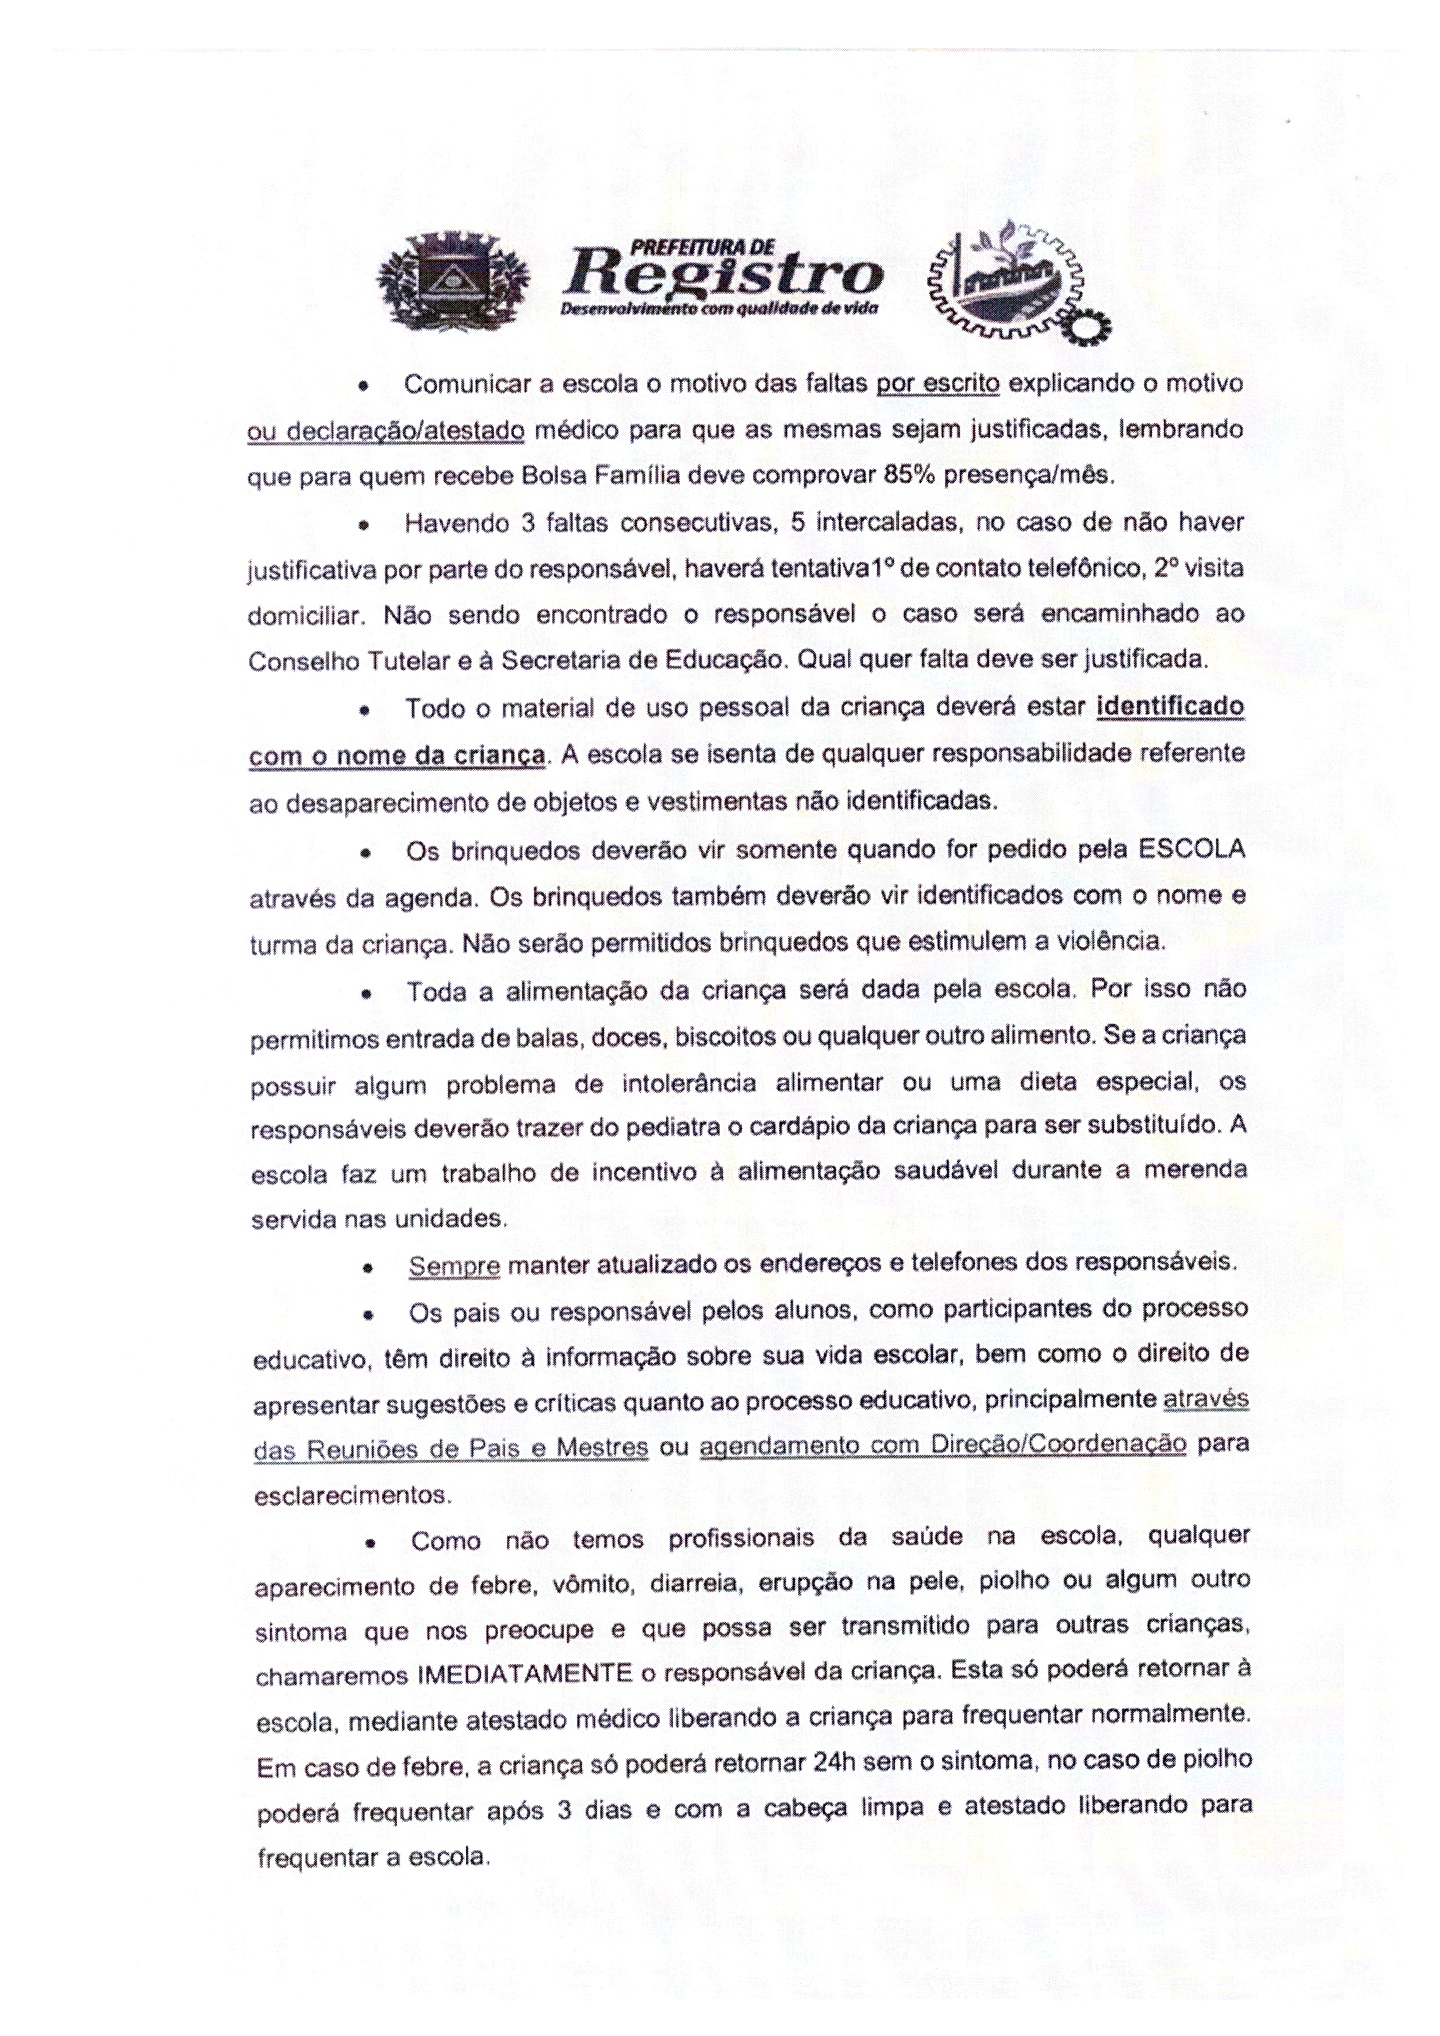 PREFEITURA DE
Registro
Desenvolvimento com qualidade de vida
• Comunicar a escola o motivo das faltas por escrito explicando o motivo
ou declaração/atestado médico para que as mesmas sejam justificadas, lembrando
que para quem recebe Bolsa Família deve comprovar 85% presença/mês.
• Havendo 3 faltas consecutivas, 5 intercaladas, no caso de não haver
justificativa por parte do responsável, haverá tentativa1º de contato telefônico, 2º visita
domiciliar. Não sendo encontrado o responsável o caso será encaminhado ao
Conselho Tutelar e à Secretaria de Educação. Qual quer falta deve ser justificada.
• Todo o material de uso pessoal da criança deverá estar identificado
com o nome da criança. A escola se isenta de qualquer responsabilidade referente
ao desaparecimento de objetos e vestimentas não identificadas.
• Os brinquedos deverão vir somente quando for pedido pela ESCOLA
através da agenda. Os brinquedos também deverão vir identificados com o nome e
turma da criança. Não serão permitidos brinquedos que estimulem a violência.
• Toda a alimentação da criança será dada pela escola. Por isso não
permitimos entrada de balas, doces, biscoitos ou qualquer outro alimento. Se a criança
possuir algum problema de intolerância alimentar ou uma dieta especial, os
responsáveis deverão trazer do pediatra o cardápio da criança para ser substituído. A
escola faz um trabalho de incentivo à alimentação saudável durante a merenda
servida nas unidades.
• Sempre manter atualizado os endereços e telefones dos responsáveis.
• Os pais ou responsável pelos alunos, como participantes do processo
educativo, têm direito à informação sobre sua vida escolar, bem como o direito de
apresentar sugestões e críticas quanto ao processo educativo, principalmente através
das Reuniões de Pais e Mestres ou agendamento com Direção/Coordenação para
esclarecimentos.
• Como não temos profissionais da saúde na escola, qualquer
aparecimento de febre, vômito, diarreia, erupção na pele, piolho ou algum outro
sintoma que nos preocupe e que possa ser transmitido para outras crianças,
chamaremos IMEDIATAMENTE o responsável da criança. Esta só poderá retornar à
escola, mediante atestado médico liberando a criança para frequentar normalmente.
Em caso de febre, a criança só poderá retornar 24h sem o sintoma, no caso de piolho
poderá frequentar após 3 dias e com a cabeça limpa e atestado liberando para
frequentar a escola.